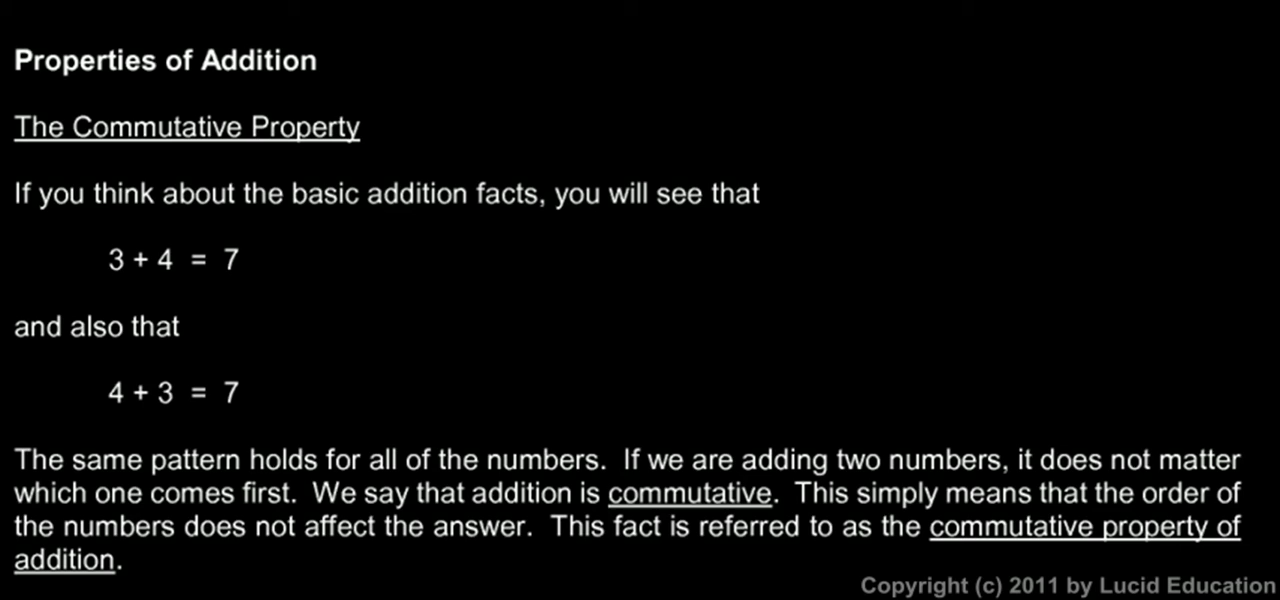 Properties of Addition
The Commutative Property
If you think about the basic addition facts, you will see that
3 + 4 = 7
and also that
4 + 3 = 7
The same pattern holds for all of the numbers.  If we are adding two numbers, it does not matter
which one comes first.  We say that addition is commutative.  This simply means that the order of
the numbers does not affect the answer.  This fact is referred to as the commutative property of
addition.
Copyright (c) 2011 by Lucid Education